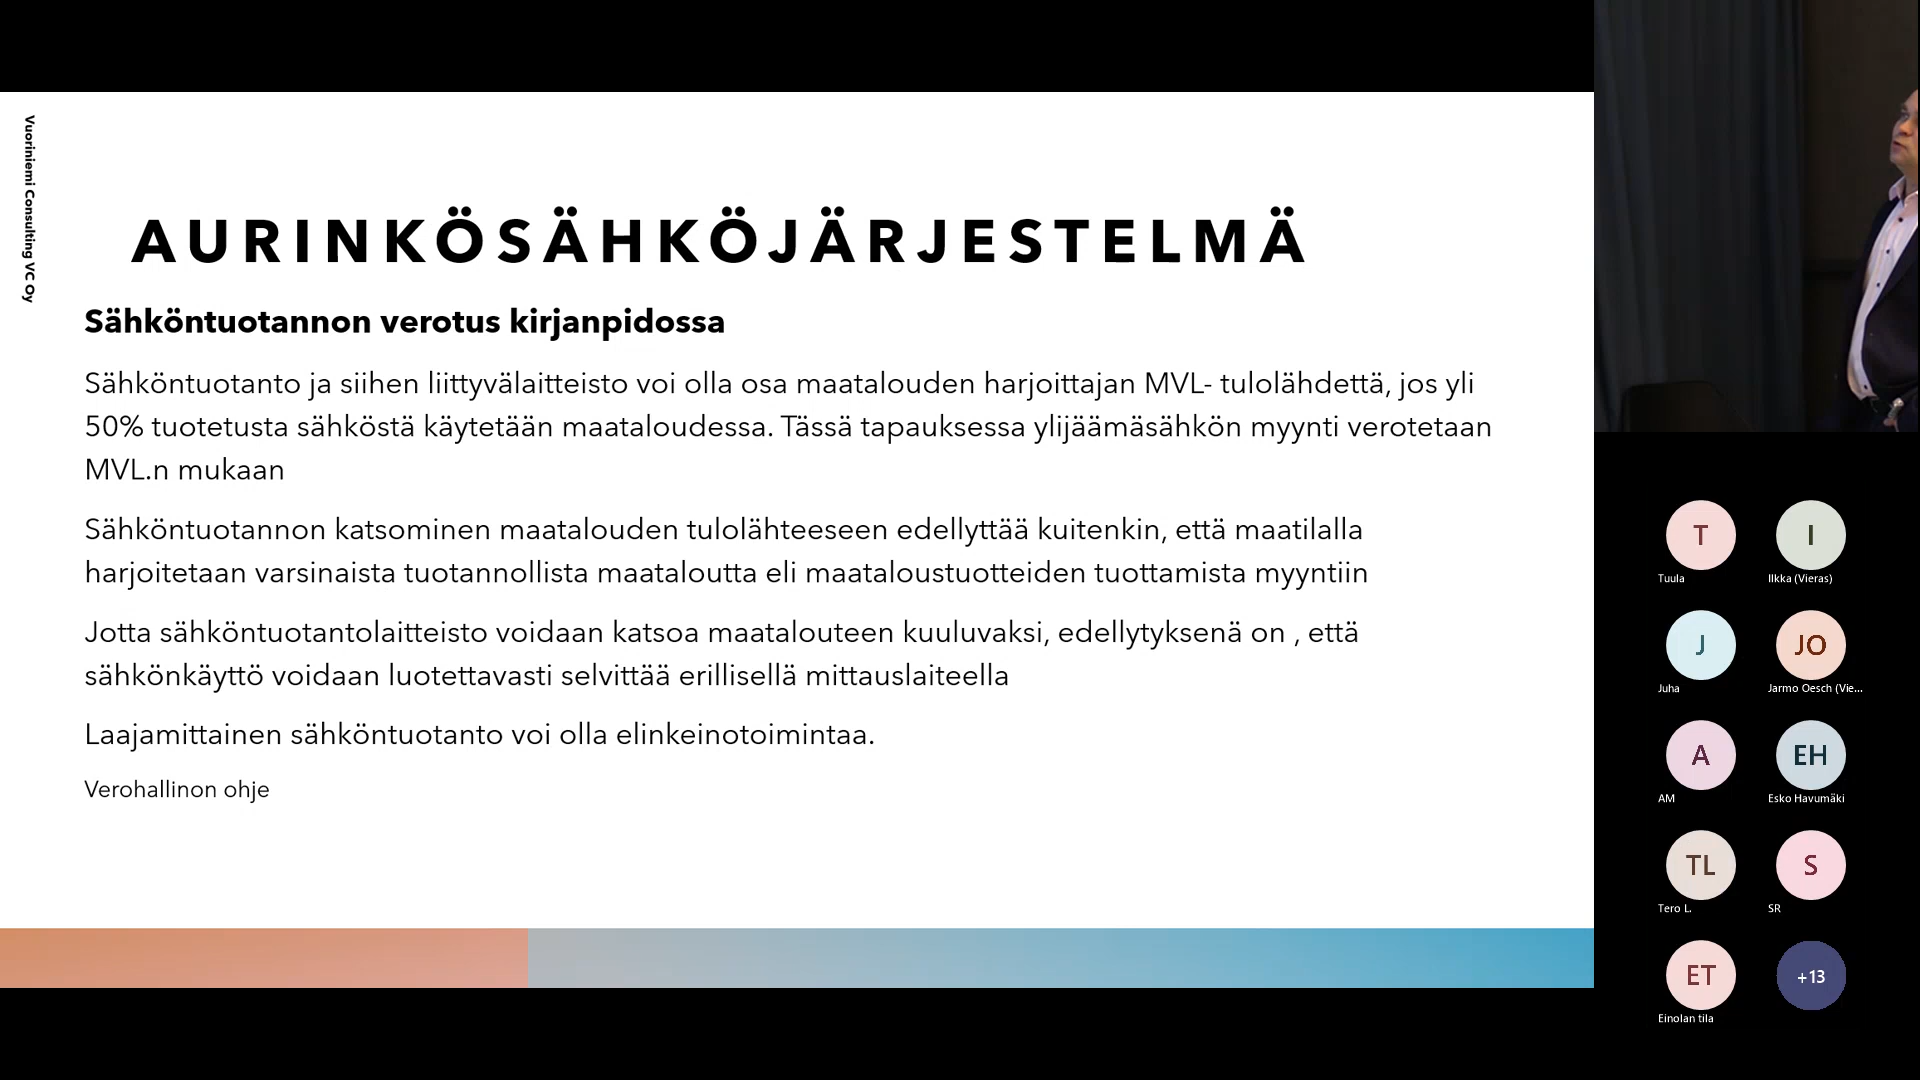 Vuoriniemi Consulting VC Oy
AURINKÖSÄHKÖJÄRJESTELMÄ
Sähköntuotannon verotus kirjanpidossa
Sähköntuotanto ja siihen liittyvälaitteisto voi olla osa maatalouden harjoittajan MVL- tulolähdettä, jos yli
50% tuotetusta sähköstä käytetään maataloudessa. Tässä tapauksessa ylijäämäsähkön myynti verotetaan
MVL.n mukaan
Sähköntuotannon katsominen maatalouden tulolähteeseen edellyttää kuitenkin, että maatilalla
harjoitetaan varsinaista tuotannollista maataloutta eli maataloustuotteiden tuottamista myyntiin
Jotta sähköntuotantolaitteisto voidaan katsoa maatalouteen kuuluvaksi, edellytyksenä on , että
sähkönkäyttö voidaan luotettavasti selvittää erillisellä mittauslaiteella
Laajamittainen sähköntuotanto voi olla elinkeinotoimintaa.
Verohallinon ohje
T
I
Tuula
Ilkka (Vieras)
J
JO
Juha
Jarmo Oesch (Vie...
A
EH
AM
Esko Havumäki
TL
S
Tero L.
SR
ET
+13
Einolan tila